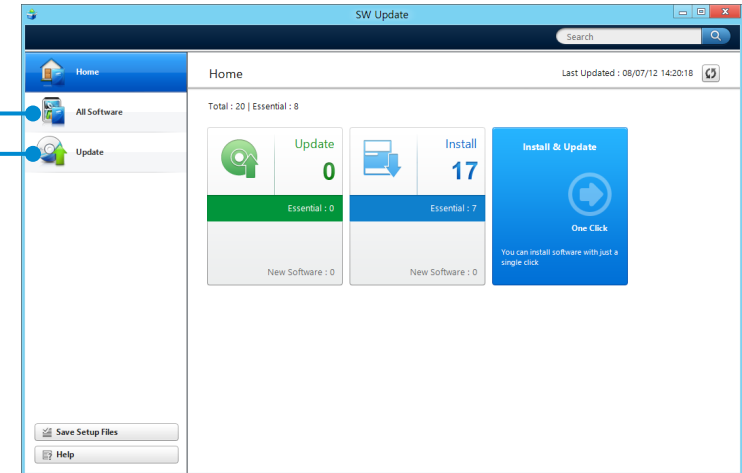 SW Update
Search
Home
All Software
Update
Save Setup Files
Help
Home
Last Updated : 08/07/12 14:20:18
Total : 20 | Essential : 8
Update
0
Essential : 0
New Software : 0
Install
17
Essential : 7
New Software : 0
Install & Update
One Click
You can install software with just a
single click